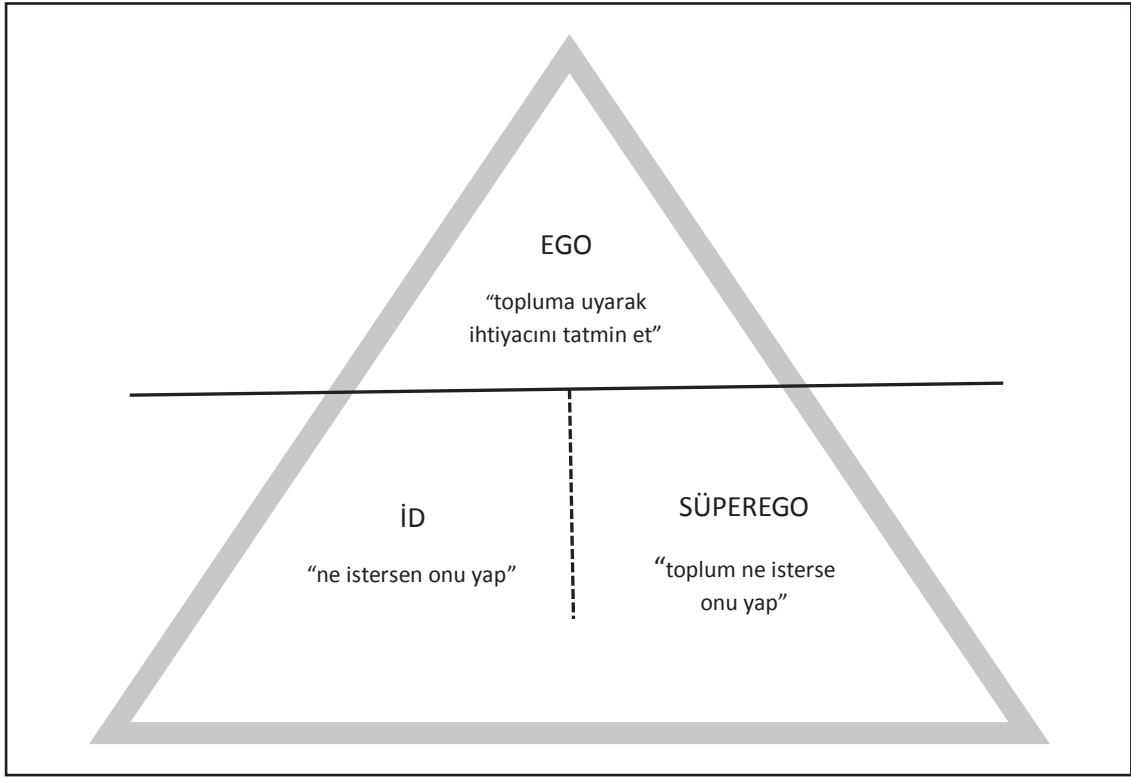 EGO
“topluma uyarak
ihtiyacını tatmin et”
İD
“ne istersen onu yap”
SÜPEREGO
“toplum ne isterse
onu yap”